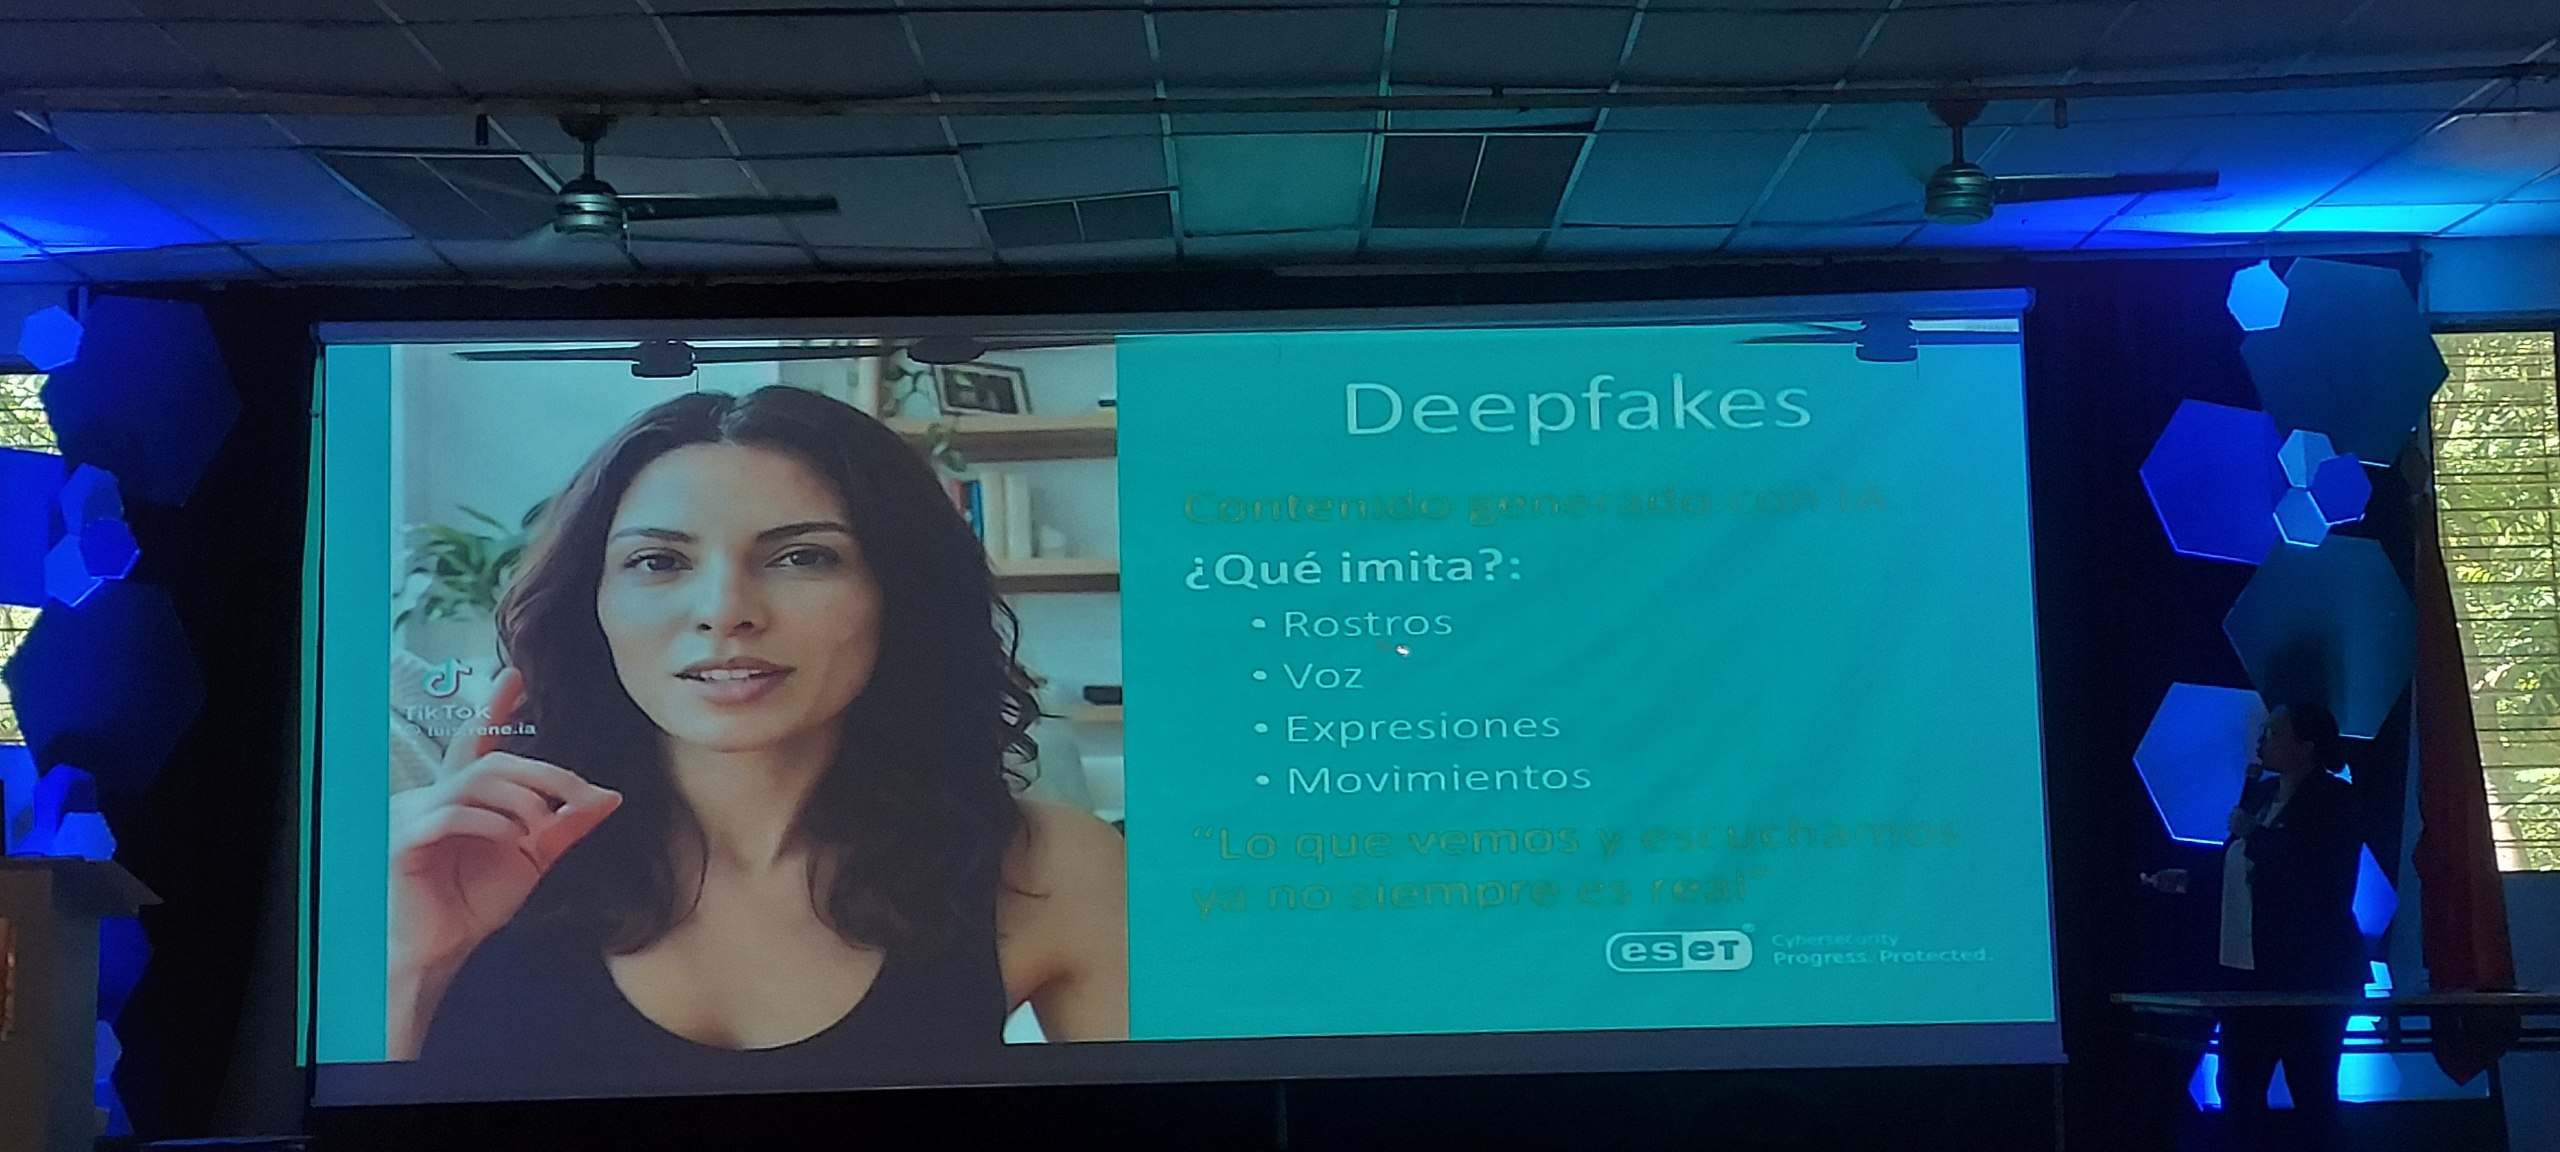 Deepfakes
Contenido generado con IA
¿Qué imita?:
• Rostros
• Voz
• Expresiones
• Movimientos
“Lo que vemos y escuchamos
ya no siempre es real”
TikTok
eseT
Cybersecurity
Progress. Protected.